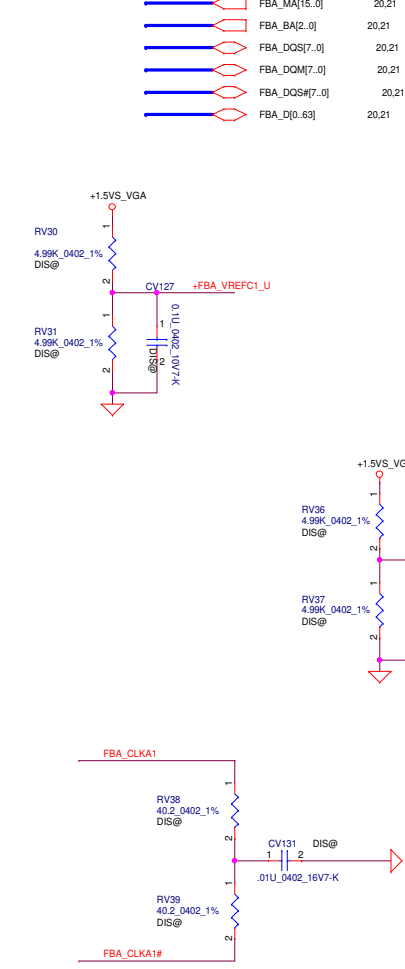 FBA_MA[15..0] 20,21
FBA_BA[2..0] 20,21
FBA_DQS[7..0] 20,21
FBA_DQM[7..0] 20,21
FBA_DQS#[7..0] 20,21
FBA_D[0..63] 20,21
+1.5VS_VGA
RV30
4.99K_0402_1%
DIS@
1
2
CV127
+FBA_VREFC1_U
0.1U_0402_10V7-K
DIS@
1
2
RV31
4.99K_0402_1%
DIS@
1
2
+1.5VS_VG
RV36
4.99K_0402_1%
DIS@
1
2
RV37
4.99K_0402_1%
DIS@
1
2
FBA_CLKA1
RV38
40.2_0402_1%
DIS@
1
2
CV131 DIS@
1 2
.01U_0402_16V7-K
RV39
40.2_0402_1%
DIS@
1
2
FBA_CLKA1#